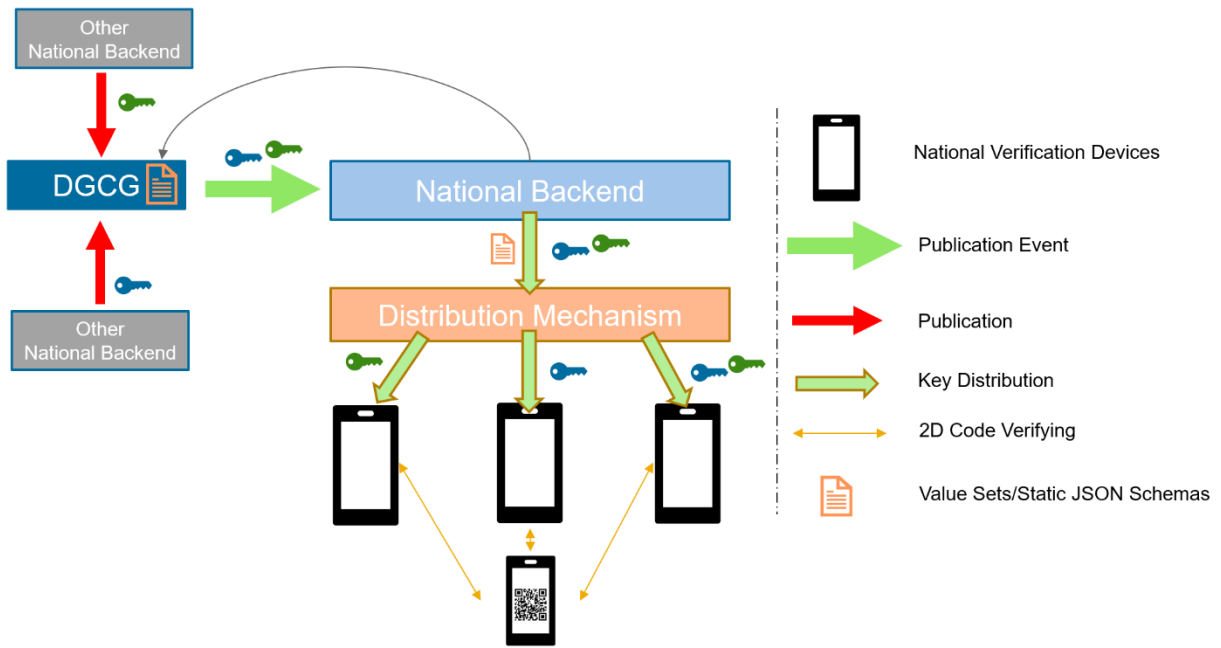 Other
National Backend
DGCG
Other
National Backend
National Backend
Distribution Mechanism
National Verification Devices
Publication Event
Publication
Key Distribution
2D Code Verifying
Value Sets/Static JSON Schemas